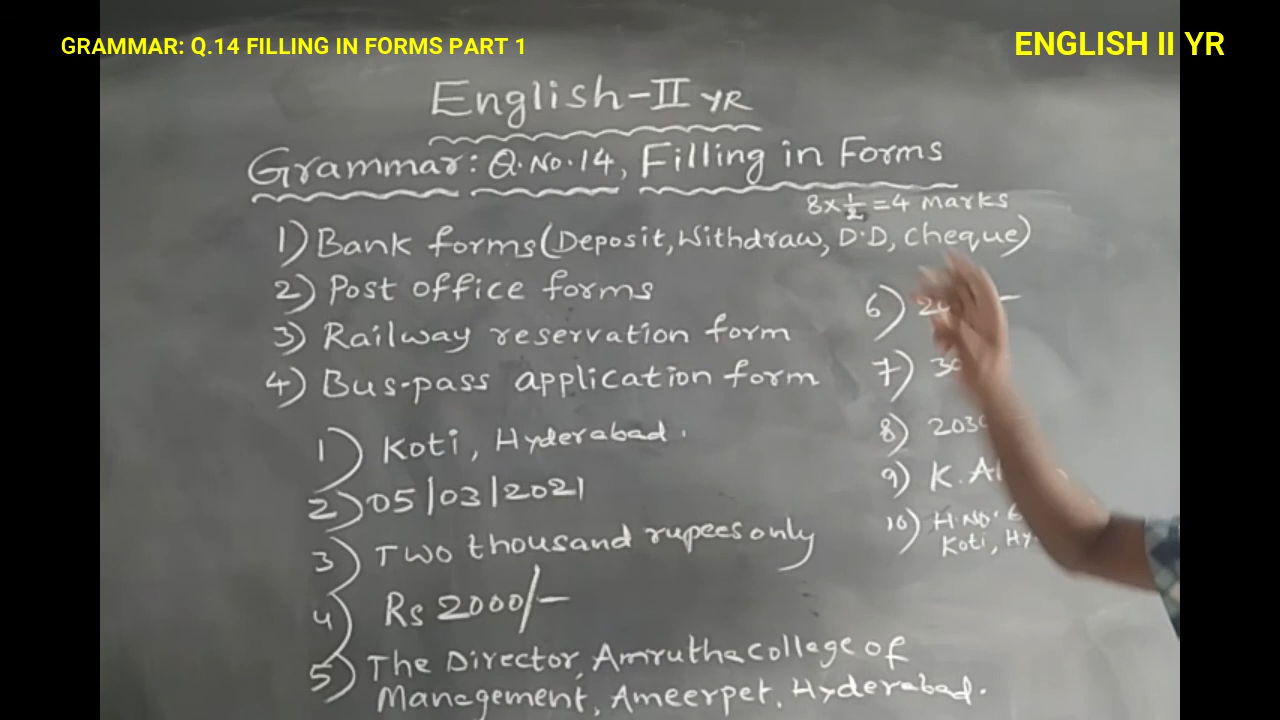 GRAMMAR: Q.14 FILLING IN FORMS PART 1
ENGLISH II YR
English-II YR
Grammar: Q.No.14, Filling in Forms
8x1/2=4 Marks
1) Bank forms(Deposit, Withdraw, D.D, Cheque)
2) Post office forms
3) Railway reservation form
4) Bus-pass application form
1) Koti, Hyderabad.
2) 05/03/2021
3) Two thousand rupees only
4) Rs 2000/-
5) The Director, Amrutha College of
Management, Ameerpet, Hyderabad.
6)
7)
8)
9) K.
10) H.No.
Koti,